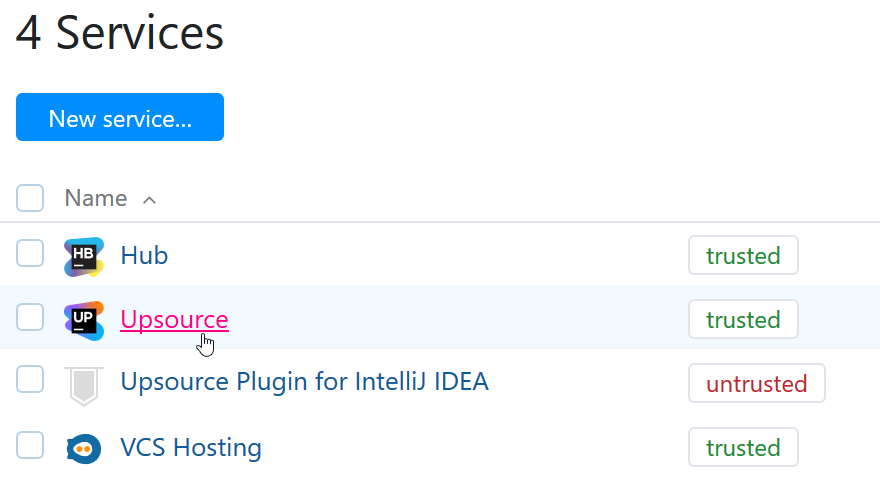 4 Services
New service...
Name
HB Hub trusted
UP Upsource trusted
Upsource Plugin for IntelliJ IDEA untrusted
VCS Hosting trusted